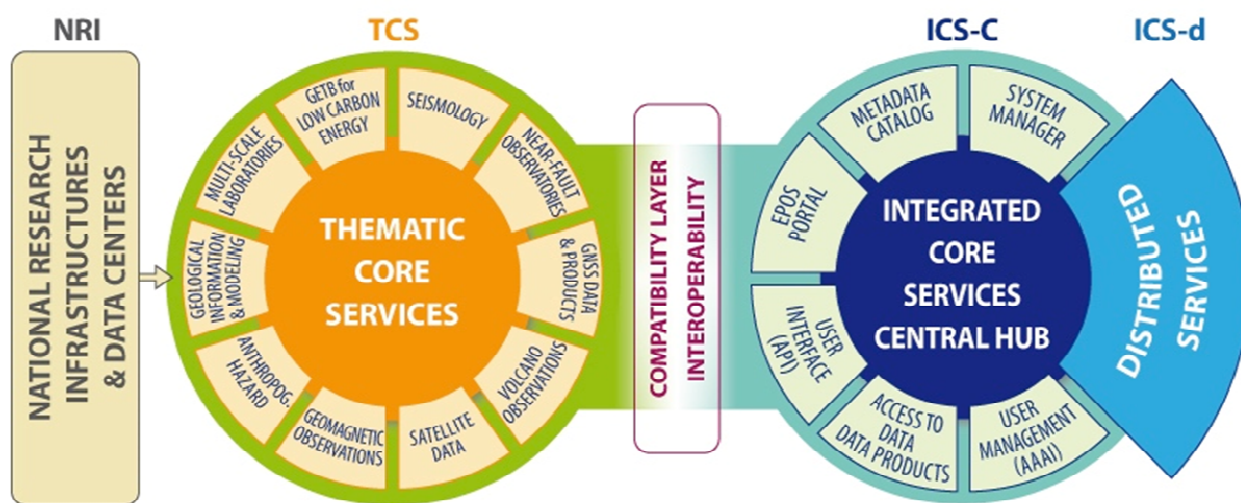 NRI
TCS
ICS-C
ICS-d
NATIONAL RESEARCH
INFRASTRUCTURES
& DATA CENTERS
THEMATIC
CORE
SERVICES
GETB for
LOW CARBON
ENERGY
SEISMOLOGY
NEAR-FAULT
OBSERVATORIES
GNSS DATA
& PRODUCTS
VOLCANO
OBSERVATIONS
SATELLITE
DATA
GEOMAGNETIC
OBSERVATIONS
ANTHROPOG.
HAZARD
GEOLOGICAL
INFORMATION
& MODELING
MULTI-SCALE
LABORATORIES
COMPATIBILITY LAYER
INTEROPERABILITY
INTEGRATED
CORE
SERVICES
CENTRAL HUB
METADATA
CATALOG
SYSTEM
MANAGER
EPOS
PORTAL
USER
INTERFACE
(API)
ACCESS TO
DATA
DATA PRODUCTS
USER
MANAGEMENT
(AAAI)
DISTRIBUTED
SERVICES